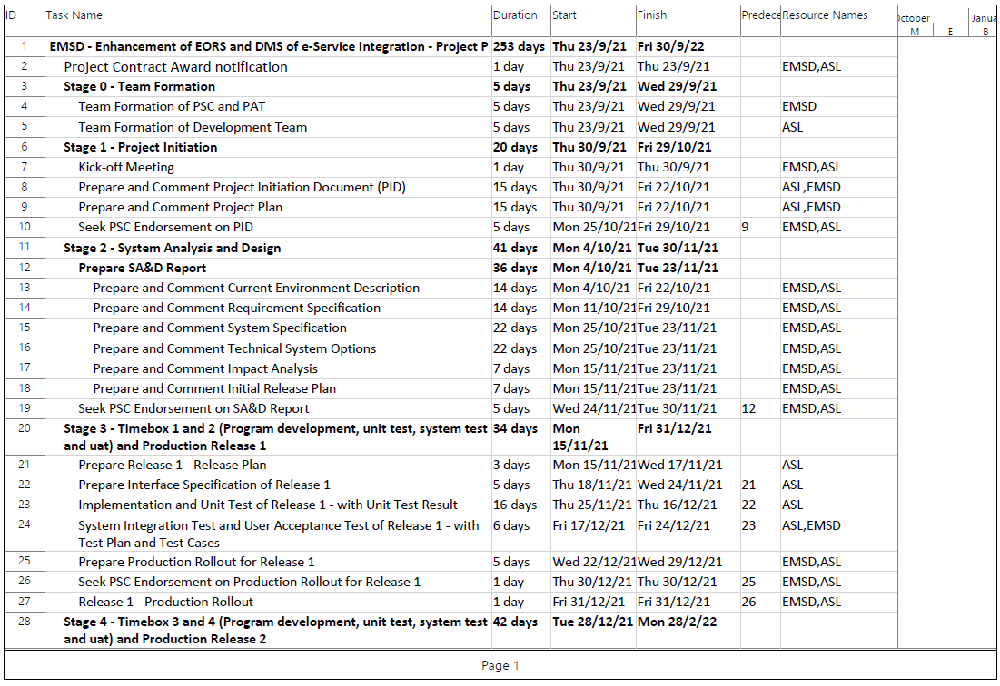 ID Task Name Duration Start Finish Predece Resource Names October Janua
M E B
1 EMSD - Enhancement of EORS and DMS of e-Service Integration - Project Pl 253 days Thu 23/9/21 Fri 30/9/22
2 Project Contract Award notification 1 day Thu 23/9/21 Thu 23/9/21 EMSD,ASL
3 Stage 0 - Team Formation 5 days Thu 23/9/21 Wed 29/9/21
4 Team Formation of PSC and PAT 5 days Thu 23/9/21 Wed 29/9/21 EMSD
5 Team Formation of Development Team 5 days Thu 23/9/21 Wed 29/9/21 ASL
6 Stage 1 - Project Initiation 20 days Thu 30/9/21 Fri 29/10/21
7 Kick-off Meeting 1 day Thu 30/9/21 Thu 30/9/21 EMSD,ASL
8 Prepare and Comment Project Initiation Document (PID) 15 days Thu 30/9/21 Fri 22/10/21 ASL,EMSD
9 Prepare and Comment Project Plan 15 days Thu 30/9/21 Fri 22/10/21 ASL,EMSD
10 Seek PSC Endorsement on PID 5 days Mon 25/10/21 Fri 29/10/21 9 EMSD,ASL
11 Stage 2 - System Analysis and Design 41 days Mon 4/10/21 Tue 30/11/21
12 Prepare SA&D Report 36 days Mon 4/10/21 Tue 23/11/21
13 Prepare and Comment Current Environment Description 14 days Mon 4/10/21 Fri 22/10/21 EMSD,ASL
14 Prepare and Comment Requirement Specification 14 days Mon 11/10/21 Fri 29/10/21 EMSD,ASL
15 Prepare and Comment System Specification 22 days Mon 25/10/21 Tue 23/11/21 EMSD,ASL
16 Prepare and Comment Technical System Options 22 days Mon 25/10/21 Tue 23/11/21 EMSD,ASL
17 Prepare and Comment Impact Analysis 7 days Mon 15/11/21 Tue 23/11/21 EMSD,ASL
18 Prepare and Comment Initial Release Plan 7 days Mon 15/11/21 Tue 23/11/21 EMSD,ASL
19 Seek PSC Endorsement on SA&D Report 5 days Wed 24/11/21 Tue 30/11/21 12 EMSD,ASL
20 Stage 3 - Timebox 1 and 2 (Program development, unit test, system test 34 days Mon Fri 31/12/21
and uat) and Production Release 1 15/11/21
21 Prepare Release 1 - Release Plan 3 days Mon 15/11/21 Wed 17/11/21 ASL
22 Prepare Interface Specification of Release 1 5 days Thu 18/11/21 Wed 24/11/21 21 ASL
23 Implementation and Unit Test of Release 1 - with Unit Test Result 16 days Thu 25/11/21 Thu 16/12/21 22 ASL
24 System Integration Test and User Acceptance Test of Release 1 - with 6 days Fri 17/12/21 Fri 24/12/21 23 ASL,EMSD
Test Plan and Test Cases
25 Prepare Production Rollout for Release 1 5 days Wed 22/12/21 Wed 29/12/21 EMSD,ASL
26 Seek PSC Endorsement on Production Rollout for Release 1 1 day Thu 30/12/21 Thu 30/12/21 25 EMSD,ASL
27 Release 1 - Production Rollout 1 day Fri 31/12/21 Fri 31/12/21 26 EMSD,ASL
28 Stage 4 - Timebox 3 and 4 (Program development, unit test, system test 42 days Tue 28/12/21 Mon 28/2/22
and uat) and Production Release 2
Page 1